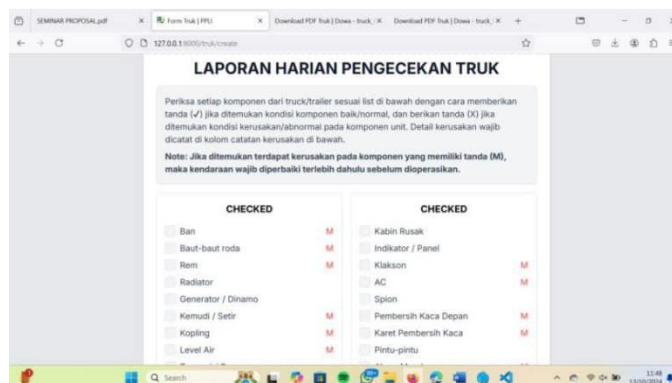 SEMINAR PROPOSAL.pdf
Form Truk | PPLI
Download PDF Truk | Dowa - truck_
Download PDF Truk | Dowa - truck_
127.0.0.1:8000/truk/create
LAPORAN HARIAN PENGECEKAN TRUK
Periksa setiap komponen dari truck/trailer sesuai list di bawah dengan cara memberikan
tanda (✓) jika ditemukan kondisi komponen baik/normal, dan berikan tanda (X) jika
ditemukan kondisi kerusakan/abnormal pada komponen unit. Detail kerusakan wajib
dicatat di kolom catatan kerusakan di bawah.
Note: Jika ditemukan terdapat kerusakan pada komponen yang memiliki tanda (M),
maka kendaraan wajib diperbaiki terlebih dahulu sebelum dioperasikan.
CHECKED
Ban M
Baut-baut roda M
Rem M
Radiator
Generator / Dinamo
Kemudi / Setir M
Kopling M
Level Air M
CHECKED
Kabin Rusak
Indikator / Panel
Klakson M
AC M
Spion
Pembersih Kaca Depan M
Karet Pembersih Kaca M
Pintu-pintu
Search
11:48